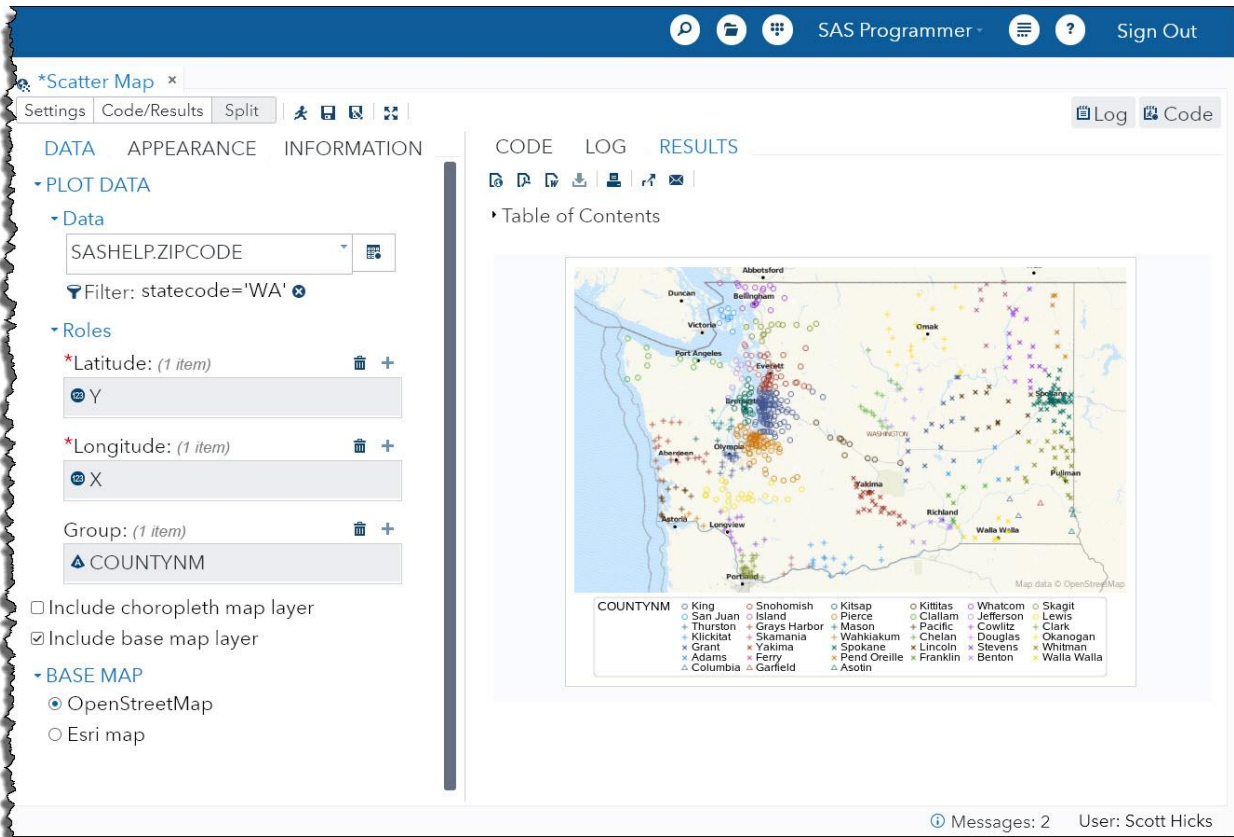 SAS Programmer
Sign Out
*Scatter Map ×
Settings Code/Results Split
Log Code
DATA APPEARANCE INFORMATION
PLOT DATA
Data
SASHELP.ZIPCODE
Filter: statecode='WA'
Roles
*Latitude: (1 item)
Y
*Longitude: (1 item)
X
Group: (1 item)
COUNTYNM
Include choropleth map layer
Include base map layer
BASE MAP
OpenStreetMap
Esri map
CODE LOG RESULTS
Table of Contents
Abbotsford
Duncan
Bellingham
Victoria
Omak
Port Angeles
Everett
Spokane
WASHINGTON
Olympia
Aberdeen
Pullman
Yakima
Richland
Astoria
Longview
Walla Walla
Portland
Map data © OpenStreetMap
COUNTYNM King Snohomish Kitsap Kittitas Whatcom Skagit
San Juan Island Pierce Clallam Jefferson Lewis
Thurston Grays Harbor Mason Pacific Cowlitz Clark
Klickitat Skamania Wahkiakum Chelan Douglas Okanogan
Grant Yakima Spokane Lincoln Stevens Whitman
Adams Ferry Pend Oreille Franklin Benton Walla Walla
Columbia Garfield Asotin
Messages: 2 User: Scott Hicks